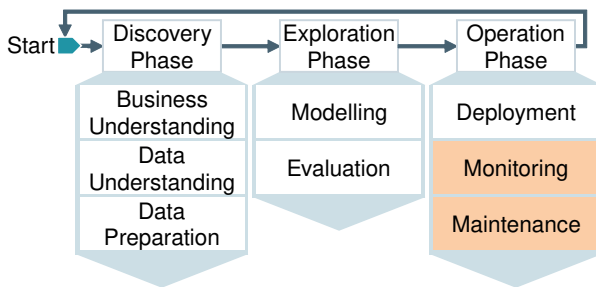 Start
Discovery
Phase
Exploration
Phase
Operation
Phase
Business
Understanding
Data
Understanding
Data
Preparation
Modelling
Evaluation
Deployment
Monitoring
Maintenance